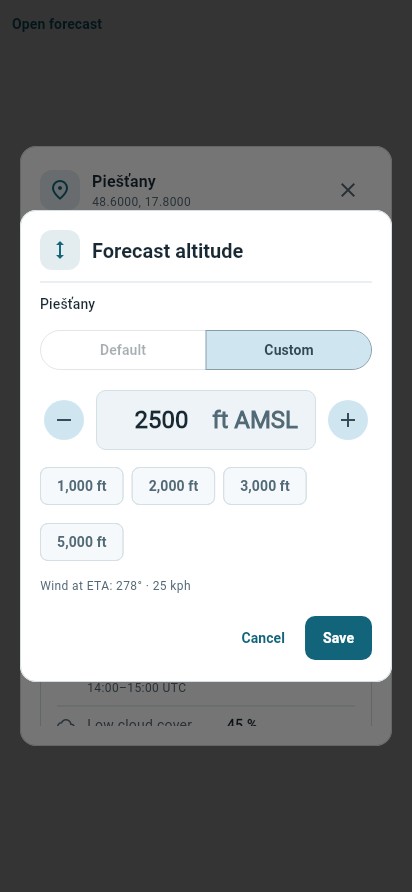 Open forecast
Piešťany
48.6000, 17.8000
Forecast altitude
Piešťany
Default
Custom
2500 ft AMSL
1,000 ft
2,000 ft
3,000 ft
5,000 ft
Wind at ETA: 278° · 25 kph
Cancel
Save
14:00–15:00 UTC
Low cloud cover 45 %